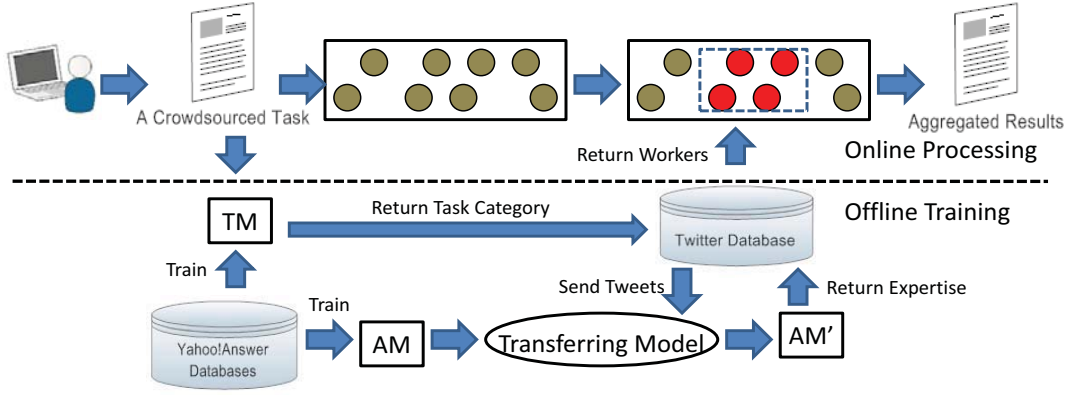 A Crowdsourced Task
Aggregated Results
Return Workers
Online Processing
Offline Training
TM
Return Task Category
Twitter Database
Train
Send Tweets
Return Expertise
Train
Yahoo!Answer
Databases
AM
Transferring Model
AM’